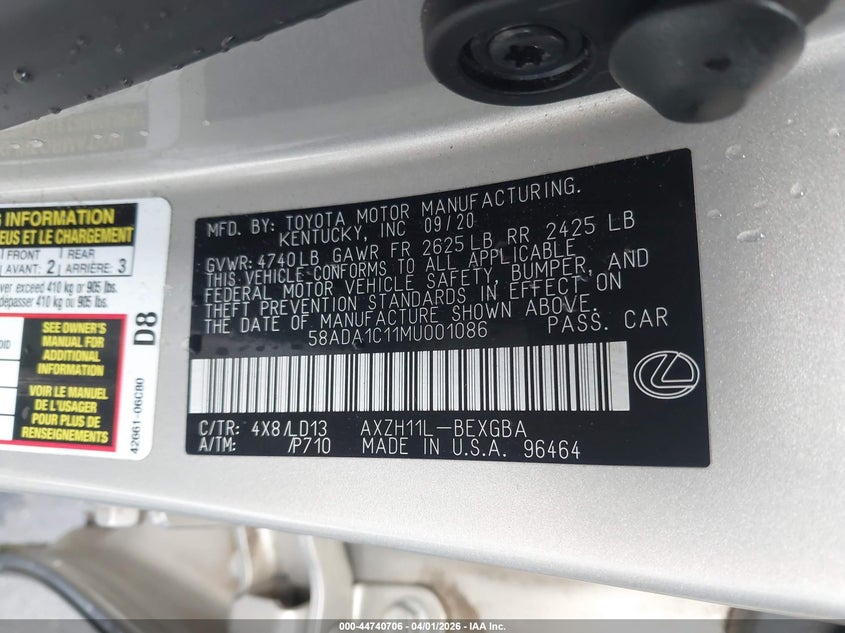 G INFORMATION
EUS ET LE CHARGEMENT
FRONT
AVANT: 2
REAR
ARRIÈRE: 3
ver exceed 410 kg or 905 lbs.
dépasser 410 kg ou 905 lbs.
SEE OWNER'S
MANUAL FOR
ADDITIONAL
INFORMATION
VOIR LE MANUEL
DE L'USAGER
POUR PLUS DE
RENSEIGNEMENTS
D8
42661-06C80
MFD. BY: TOYOTA MOTOR MANUFACTURING.
KENTUCKY, INC 09/20
GVWR: 4740LB GAWR FR 2625LB RR 2425 LB
THIS VEHICLE CONFORMS TO ALL APPLICABLE
FEDERAL MOTOR VEHICLE SAFETY, BUMPER, AND
THEFT PREVENTION STANDARDS IN EFFECT ON
THE DATE OF MANUFACTURE SHOWN ABOVE.
58ADA1C11MU001086 PASS. CAR
C/TR: 4X8/LD13 AXZH11L-BEXGBA
A/TM: /P710 MADE IN U.S.A. 96464
000-44740706 - 04/01/2026 - IAA Inc.